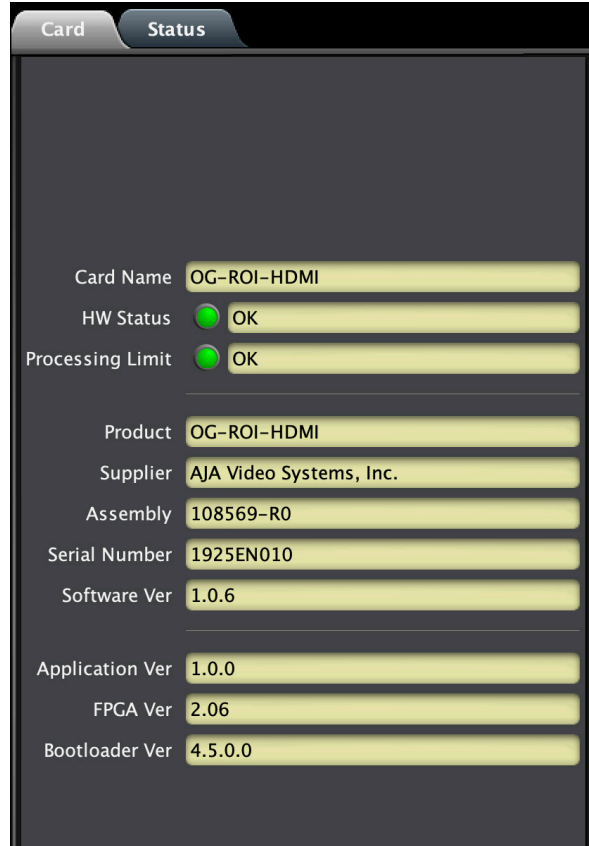 Card Status
Card Name OG-ROI-HDMI
HW Status OK
Processing Limit OK
Product OG-ROI-HDMI
Supplier AJA Video Systems, Inc.
Assembly 108569-R0
Serial Number 1925EN010
Software Ver 1.0.6
Application Ver 1.0.0
FPGA Ver 2.06
Bootloader Ver 4.5.0.0